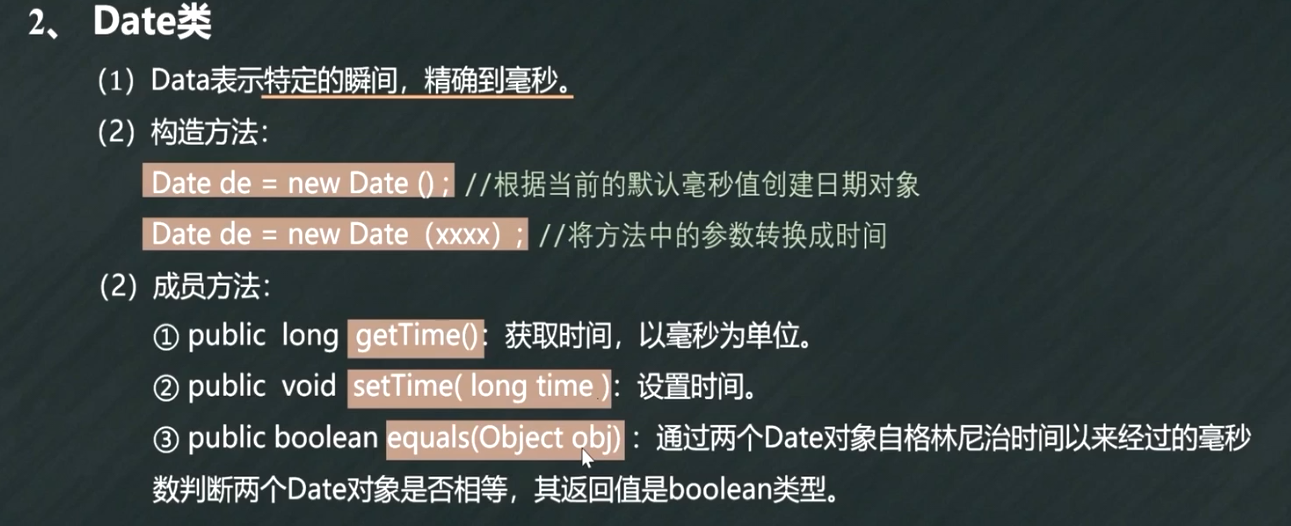 2、 Date类
(1) Data表示特定的瞬间，精确到毫秒。
(2) 构造方法：
Date de = new Date () ; //根据当前的默认毫秒值创建日期对象
Date de = new Date（xxxx）; //将方法中的参数转换成时间
(2) 成员方法：
① public long getTime()：获取时间，以毫秒为单位。
② public void setTime( long time )：设置时间。
③ public boolean equals(Object obj) ：通过两个Date对象自格林尼治时间以来经过的毫秒
数判断两个Date对象是否相等，其返回值是boolean类型。